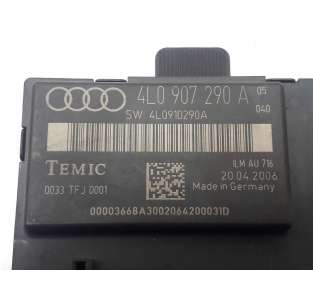 4L0 907 290 A 05
040
SW: 4L0910290A
TEMIC
ILM AU 716
0033 TFJ 0001
20.04.2006
Made in Germany
00003668A3002064200031D